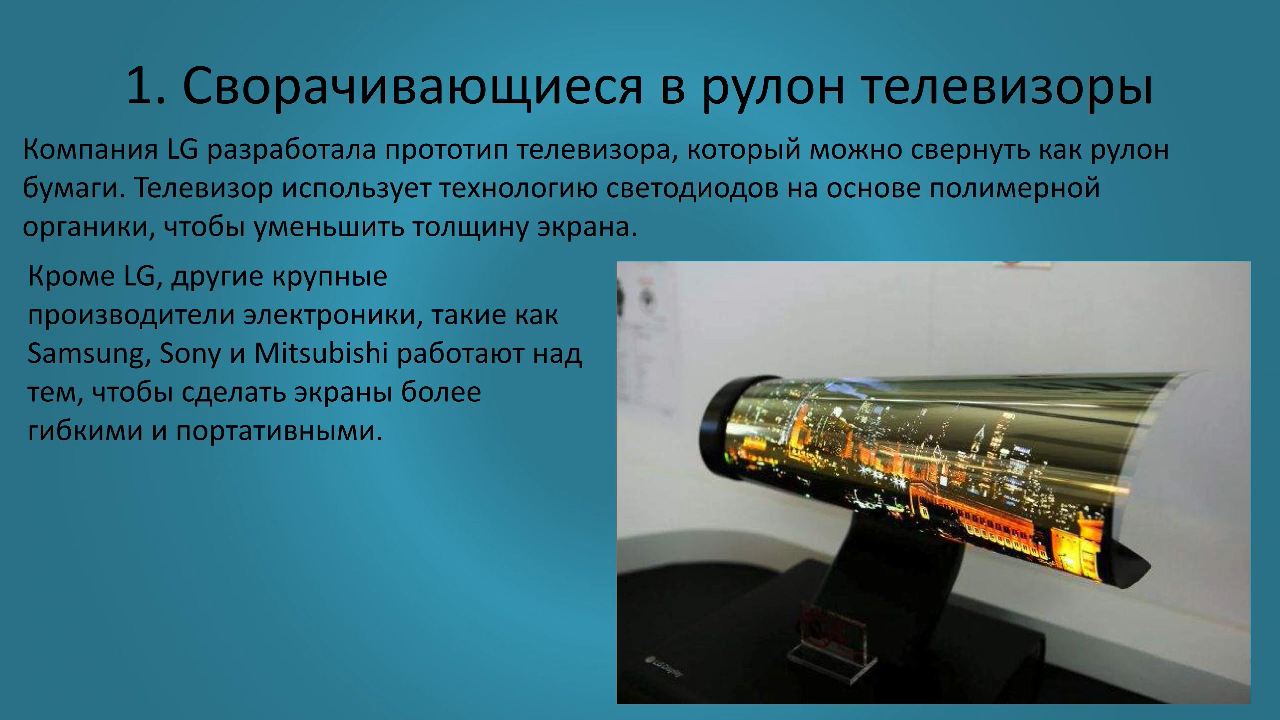 1. Сворачивающиеся в рулон телевизоры
Компания LG разработала прототип телевизора, который можно свернуть как рулон
бумаги. Телевизор использует технологию светодиодов на основе полимерной
органики, чтобы уменьшить толщину экрана.
Кроме LG, другие крупные
производители электроники, такие как
Samsung, Sony и Mitsubishi работают над
тем, чтобы сделать экраны более
гибкими и портативными.
LG Display